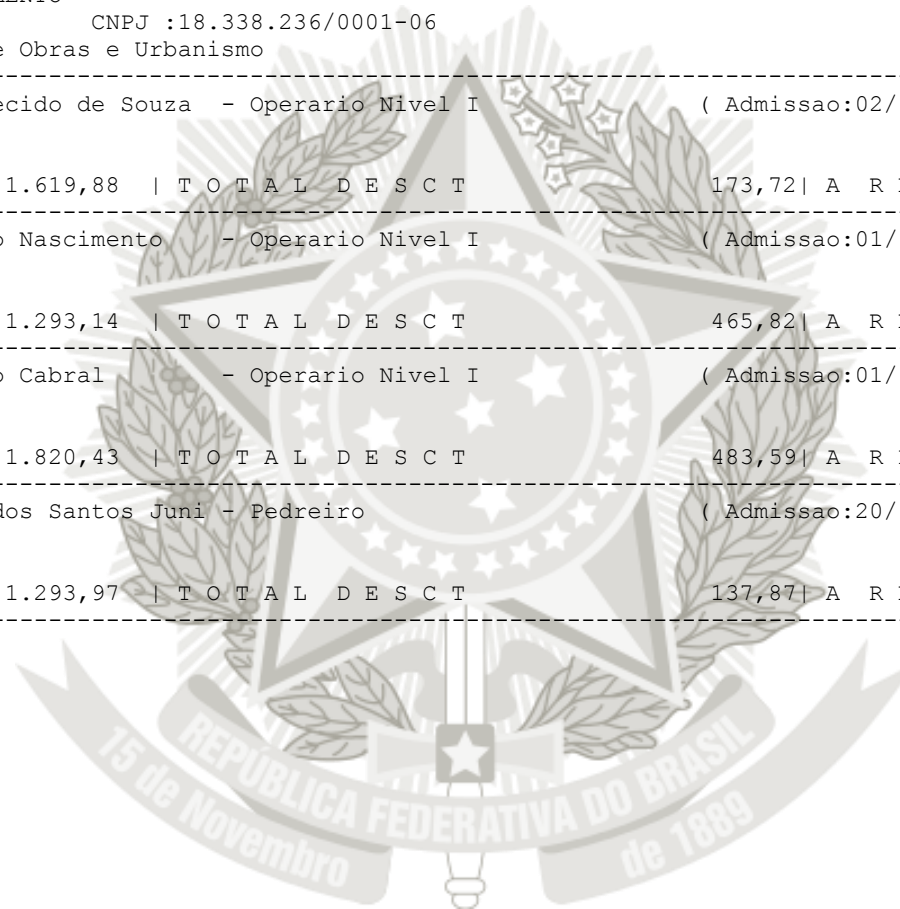 CNPJ :18.338.236/0001-06
e Obras e Urbanismo
ecido de Souza - Operario Nivel I ( Admissao:02/
1.619,88 | T O T A L D E S C T 173,72| A R
o Nascimento - Operario Nivel I ( Admissao:01/
1.293,14 | T O T A L D E S C T 465,82| A R
o Cabral - Operario Nivel I ( Admissao:01/
1.820,43 | T O T A L D E S C T 483,59| A R
dos Santos Juni - Pedreiro ( Admissao:20/
1.293,97 | T O T A L D E S C T 137,87| A R
REPÚBLICA FEDERATIVA DO BRASIL
15 de Novembro de 1889